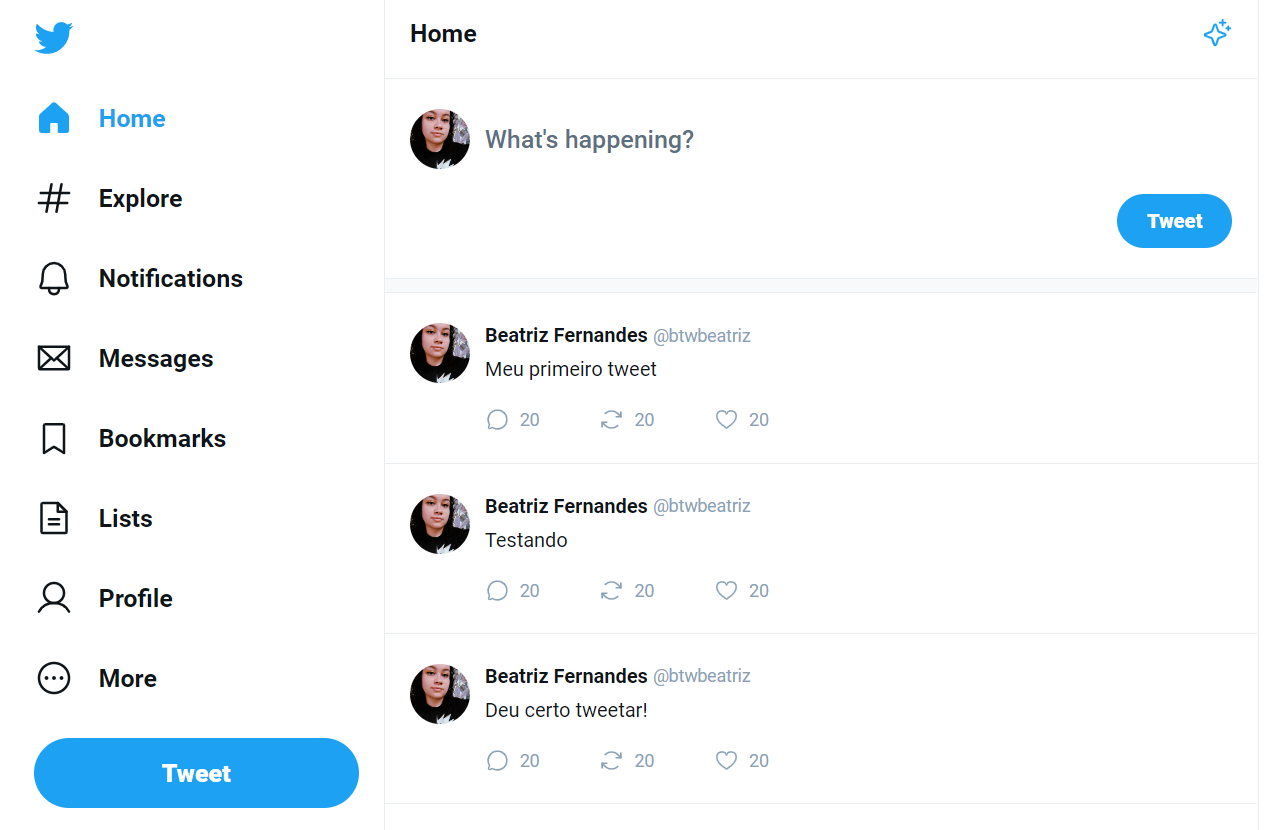 Home
Explore
Notifications
Messages
Bookmarks
Lists
Profile
More
Tweet
Home
What's happening?
Tweet
Beatriz Fernandes @btwbeatriz
Meu primeiro tweet
20 20 20
Beatriz Fernandes @btwbeatriz
Testando
20 20 20
Beatriz Fernandes @btwbeatriz
Deu certo tweetar!
20 20 20